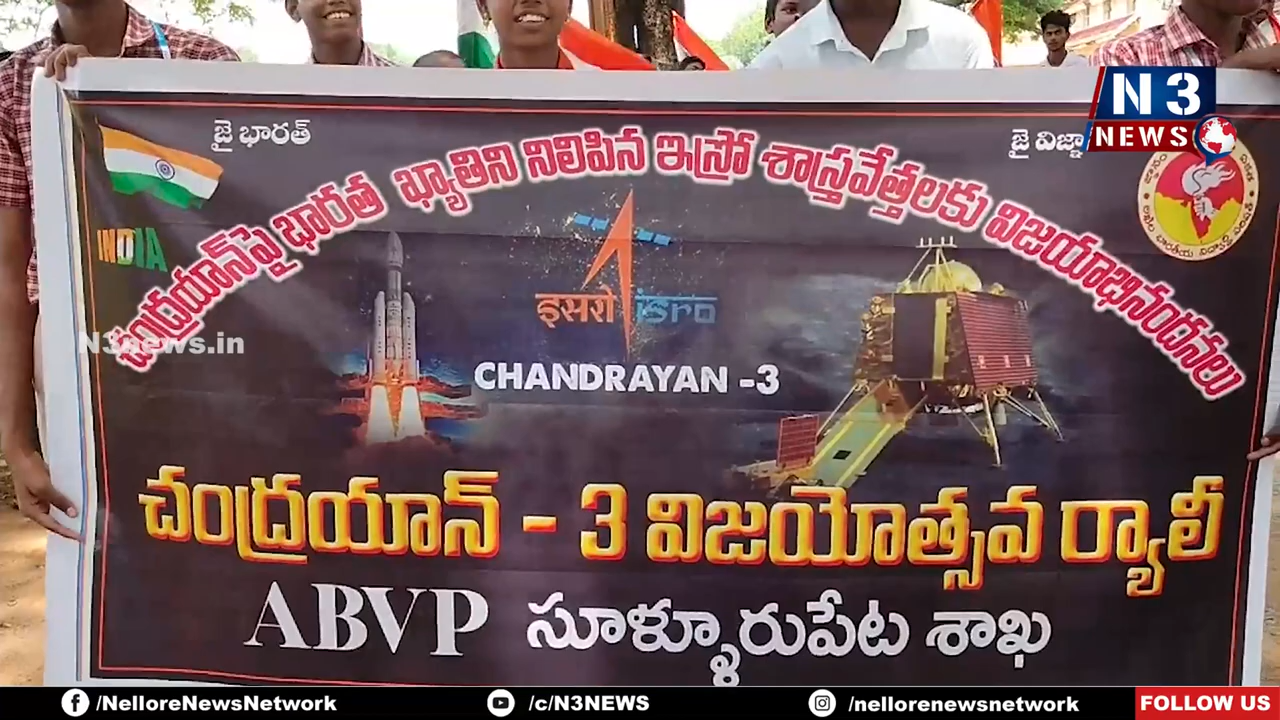 N3
NEWS
జై భారత్
జై విజ్ఞా
చంద్రయాన్‌పై భారత ఖ్యాతిని నిలిపిన ఇస్రో శాస్త్రవేత్తలకు విజయాభినందనలు
INDIA
इसरो isro
N3news.in
CHANDRAYAN -3
చంద్రయాన్ - 3 విజయోత్సవ ర్యాలీ
ABVP సూళ్ళూరుపేట శాఖ
/NelloreNewsNetwork
/c/N3NEWS
/nellorenewsnetwork
FOLLOW US